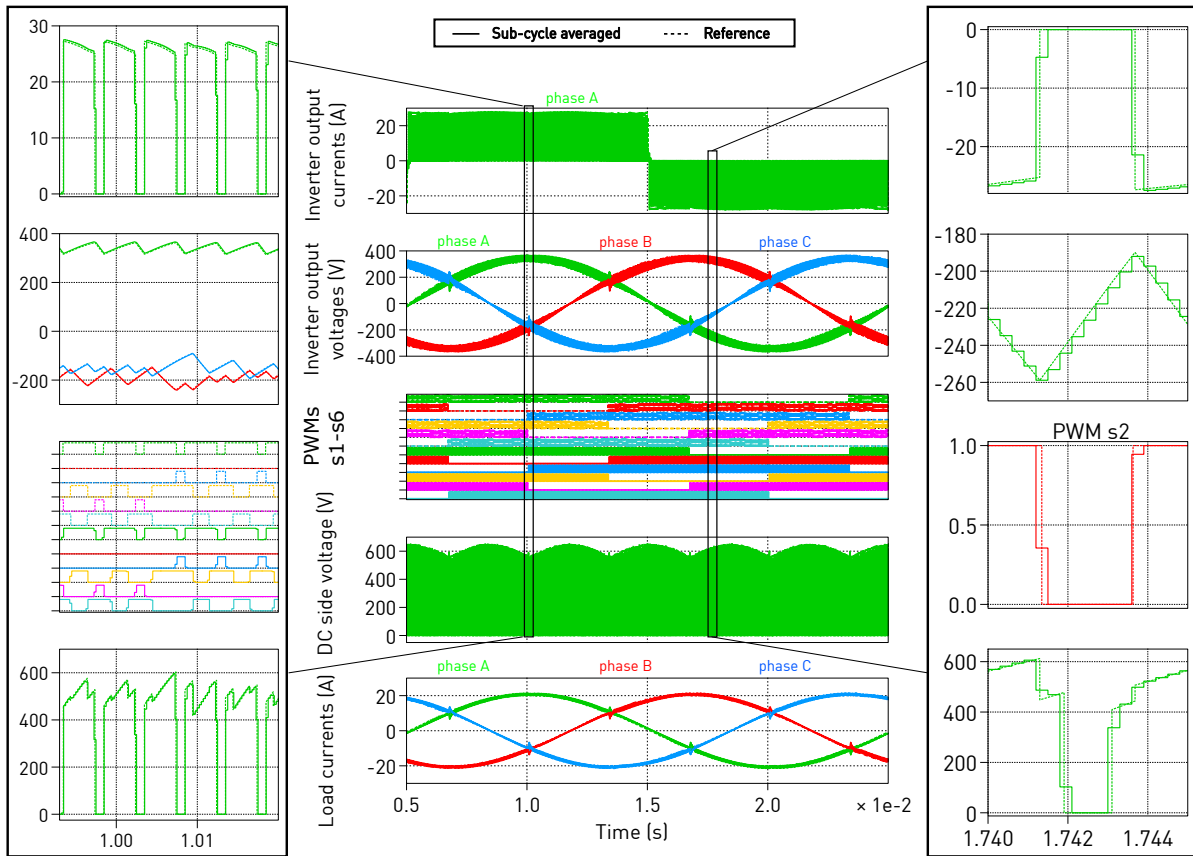 Sub-cycle averaged
Reference
30
20
10
0
400
200
0
-200
600
400
200
0
1.00
1.01
phase A
Inverter output
currents (A)
20
0
-20
phase A
phase B
phase C
Inverter output
voltages (V)
400
200
0
-200
-400
PWMs
s1-s6
DC side voltage (V)
600
400
200
0
phase A
phase B
phase C
Load currents (A)
20
0
-20
0.5
1.0
1.5
2.0
× 1e-2
Time (s)
0
-10
-20
-180
-200
-220
-240
-260
PWM s2
1.0
0.5
0.0
600
400
200
0
1.740
1.742
1.744